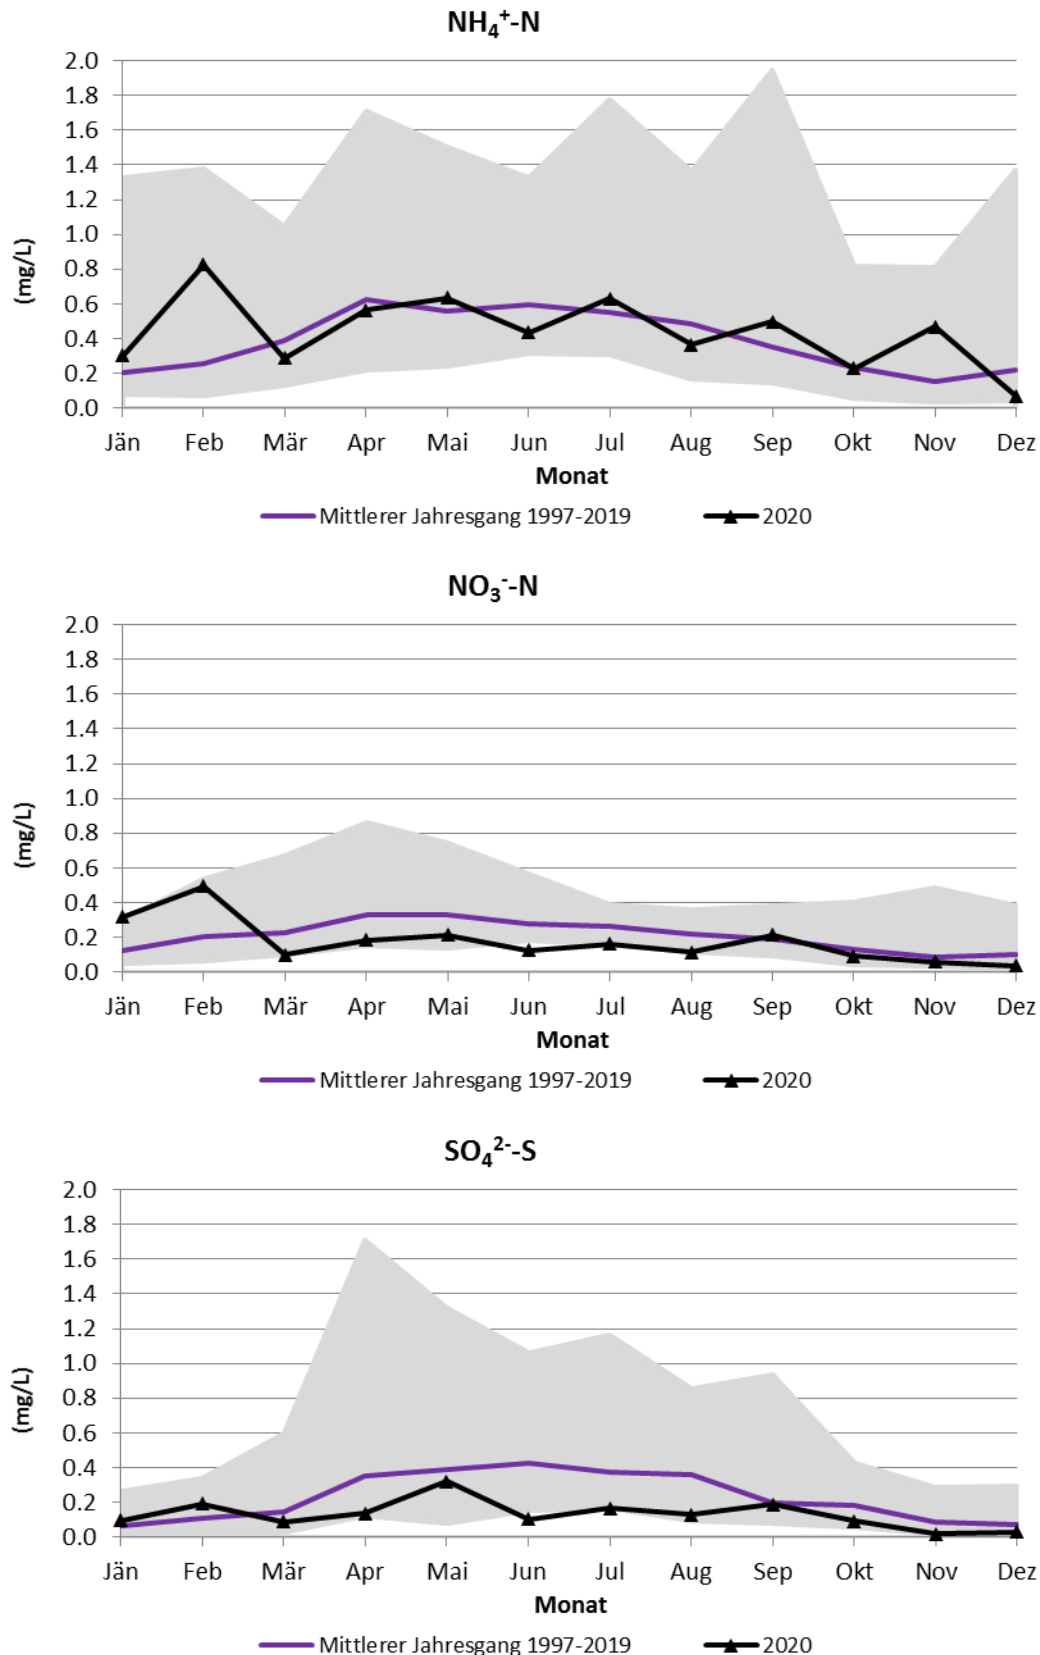 NH₄⁺-N
2.0
1.8
1.6
1.4
1.2
1.0
0.8
0.6
0.4
0.2
0.0
(mg/L)
Jän Feb Mär Apr Mai Jun Jul Aug Sep Okt Nov Dez
Monat
Mittlerer Jahresgang 1997-2019 2020
NO₃⁻-N
2.0
1.8
1.6
1.4
1.2
1.0
0.8
0.6
0.4
0.2
0.0
(mg/L)
Jän Feb Mär Apr Mai Jun Jul Aug Sep Okt Nov Dez
Monat
Mittlerer Jahresgang 1997-2019 2020
SO₄²⁻-S
2.0
1.8
1.6
1.4
1.2
1.0
0.8
0.6
0.4
0.2
0.0
(mg/L)
Jän Feb Mär Apr Mai Jun Jul Aug Sep Okt Nov Dez
Monat
Mittlerer Jahresgang 1997-2019 2020